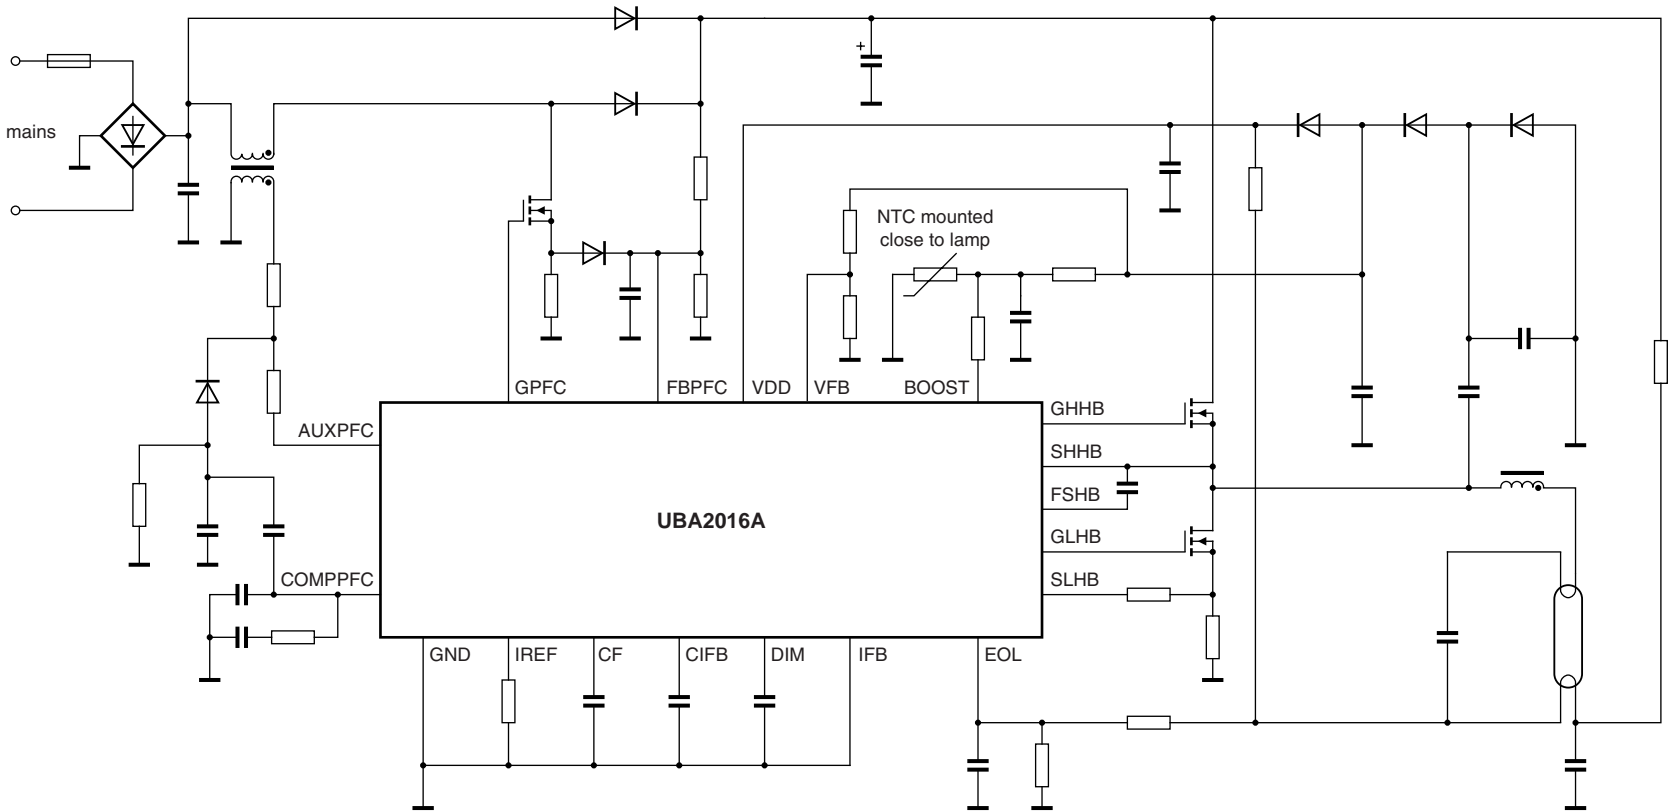 mains
+
NTC mounted
close to lamp
GPFC
FBPFC
VDD
VFB
BOOST
AUXPFC
GHHB
SHHB
FSHB
UBA2016A
GLHB
SLHB
COMPPFC
GND
IREF
CF
CIFB
DIM
IFB
EOL